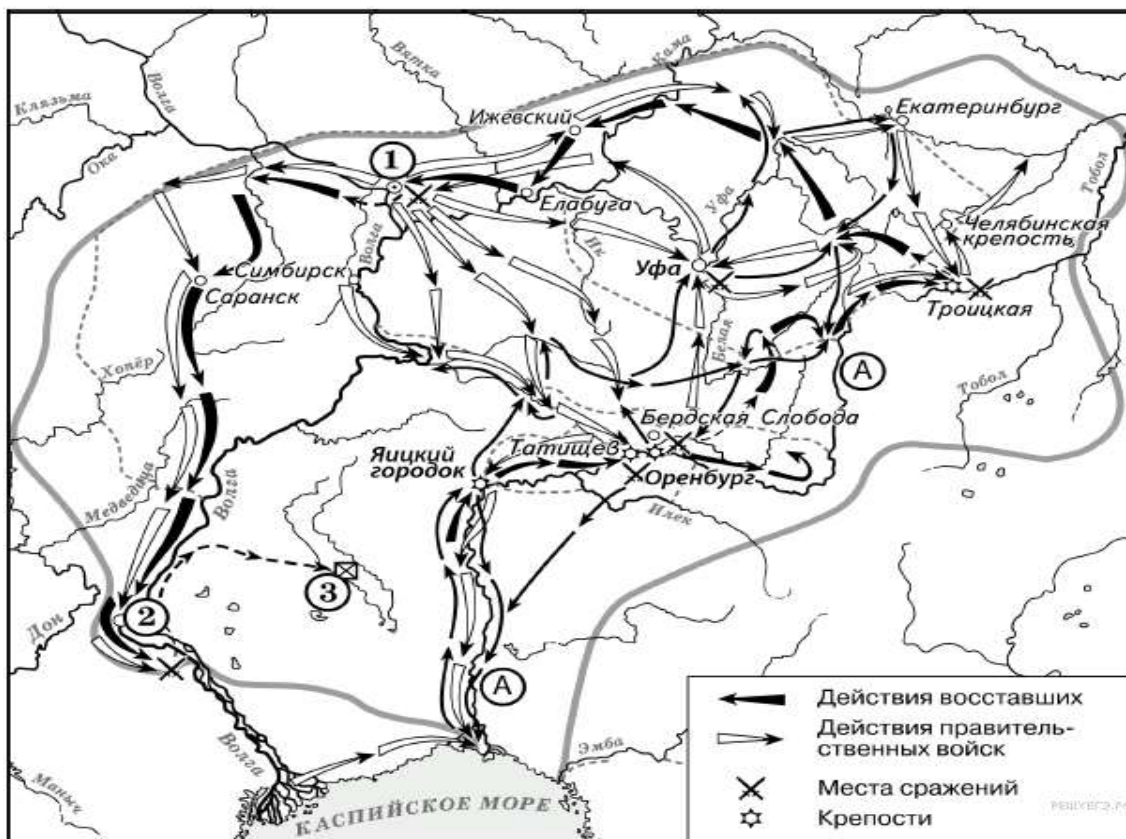 Клязьма
Волга
Вятка
Кама
Ока
Ижевский
Екатеринбург
1
Тобол
Елабуга
Уфа
Челябинская
крепость
Волга
Ик
Уфа
Симбирск
Саранск
Троицкая
Белая
Хопёр
А
Тобол
Бердская Слобода
Яицкий
городок
Татищев
Оренбург
Медведица
Волга
Илек
3
2
Дон
А
Волга
Эмба
Маныч
КАСПИЙСКОЕ МОРЕ
Действия восставших
Действия правитель-
ственных войск
Места сражений
Крепости
РЕШУЕГЭ.РФ